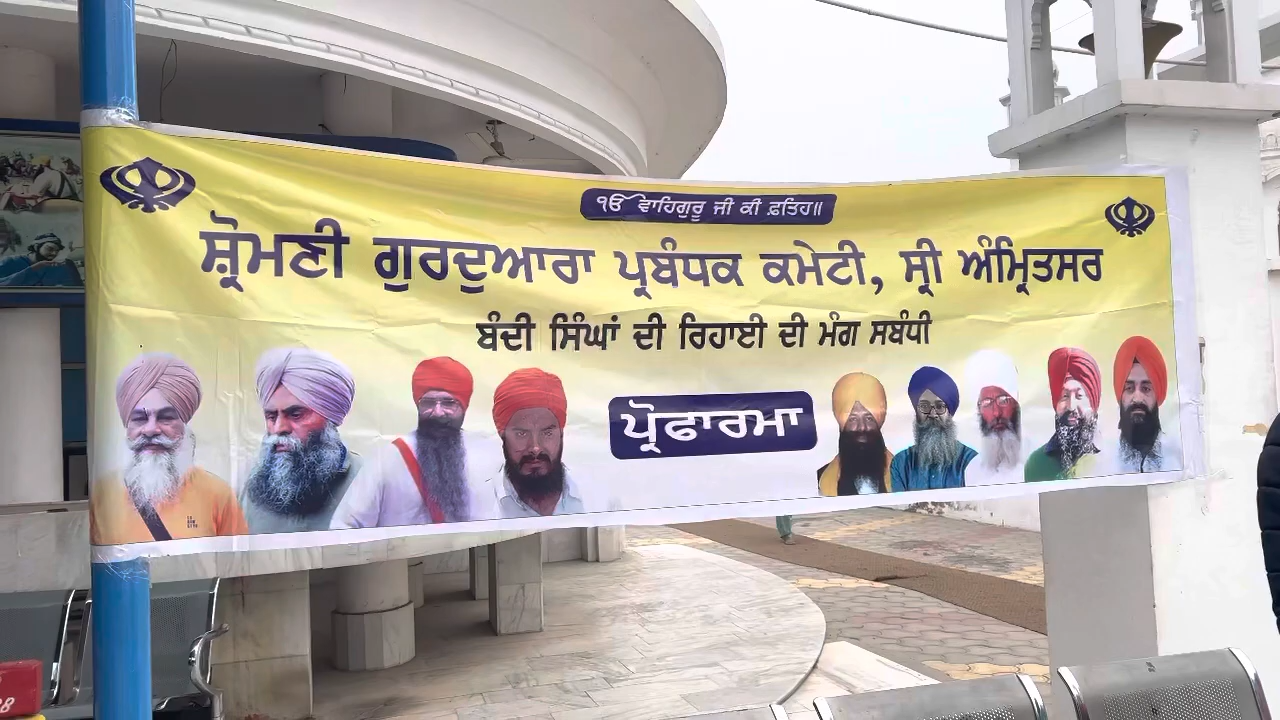 ੴ ਵਾਹਿਗੁਰੂ ਜੀ ਕੀ ਫ਼ਤਿਹ॥
ਸ਼੍ਰੋਮਣੀ ਗੁਰਦੁਆਰਾ ਪ੍ਰਬੰਧਕ ਕਮੇਟੀ, ਸ੍ਰੀ ਅੰਮ੍ਰਿਤਸਰ
ਬੰਦੀ ਸਿੰਘਾਂ ਦੀ ਰਿਹਾਈ ਦੀ ਮੰਗ ਸਬੰਧੀ
ਪ੍ਰੋਫਾਰਮਾ